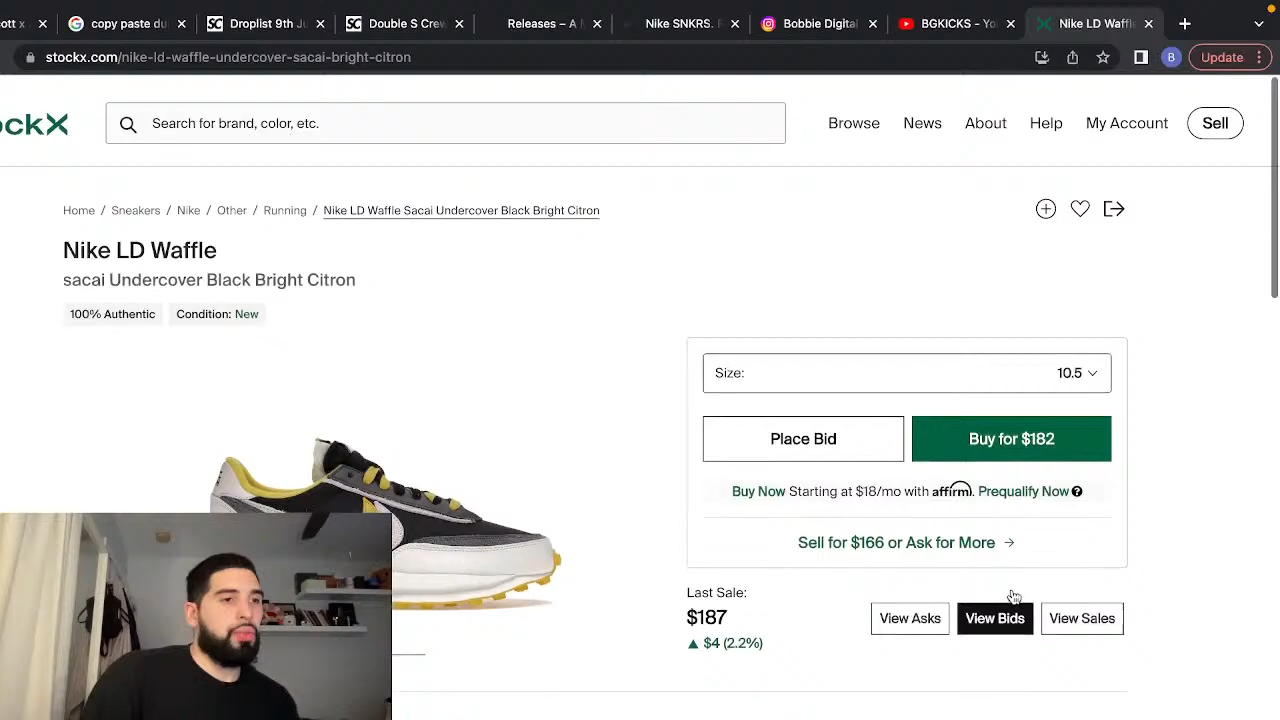 ott x
copy paste du
Droplist 9th Ju
Double S Crew
Releases – A
Nike SNKRS. R
Bobbie Digital
BGKICKS - Yo
Nike LD Waffle
stockx.com/nike-ld-waffle-undercover-sacai-bright-citron
B
Update
ockX
Search for brand, color, etc.
Browse
News
About
Help
My Account
Sell
Home / Sneakers / Nike / Other / Running / Nike LD Waffle Sacai Undercover Black Bright Citron
Nike LD Waffle
sacai Undercover Black Bright Citron
100% Authentic
Condition: New
Size:
10.5
Place Bid
Buy for $182
Buy Now Starting at $18/mo with affirm. Prequalify Now
Sell for $166 or Ask for More
Last Sale:
$187
$4 (2.2%)
View Asks
View Bids
View Sales